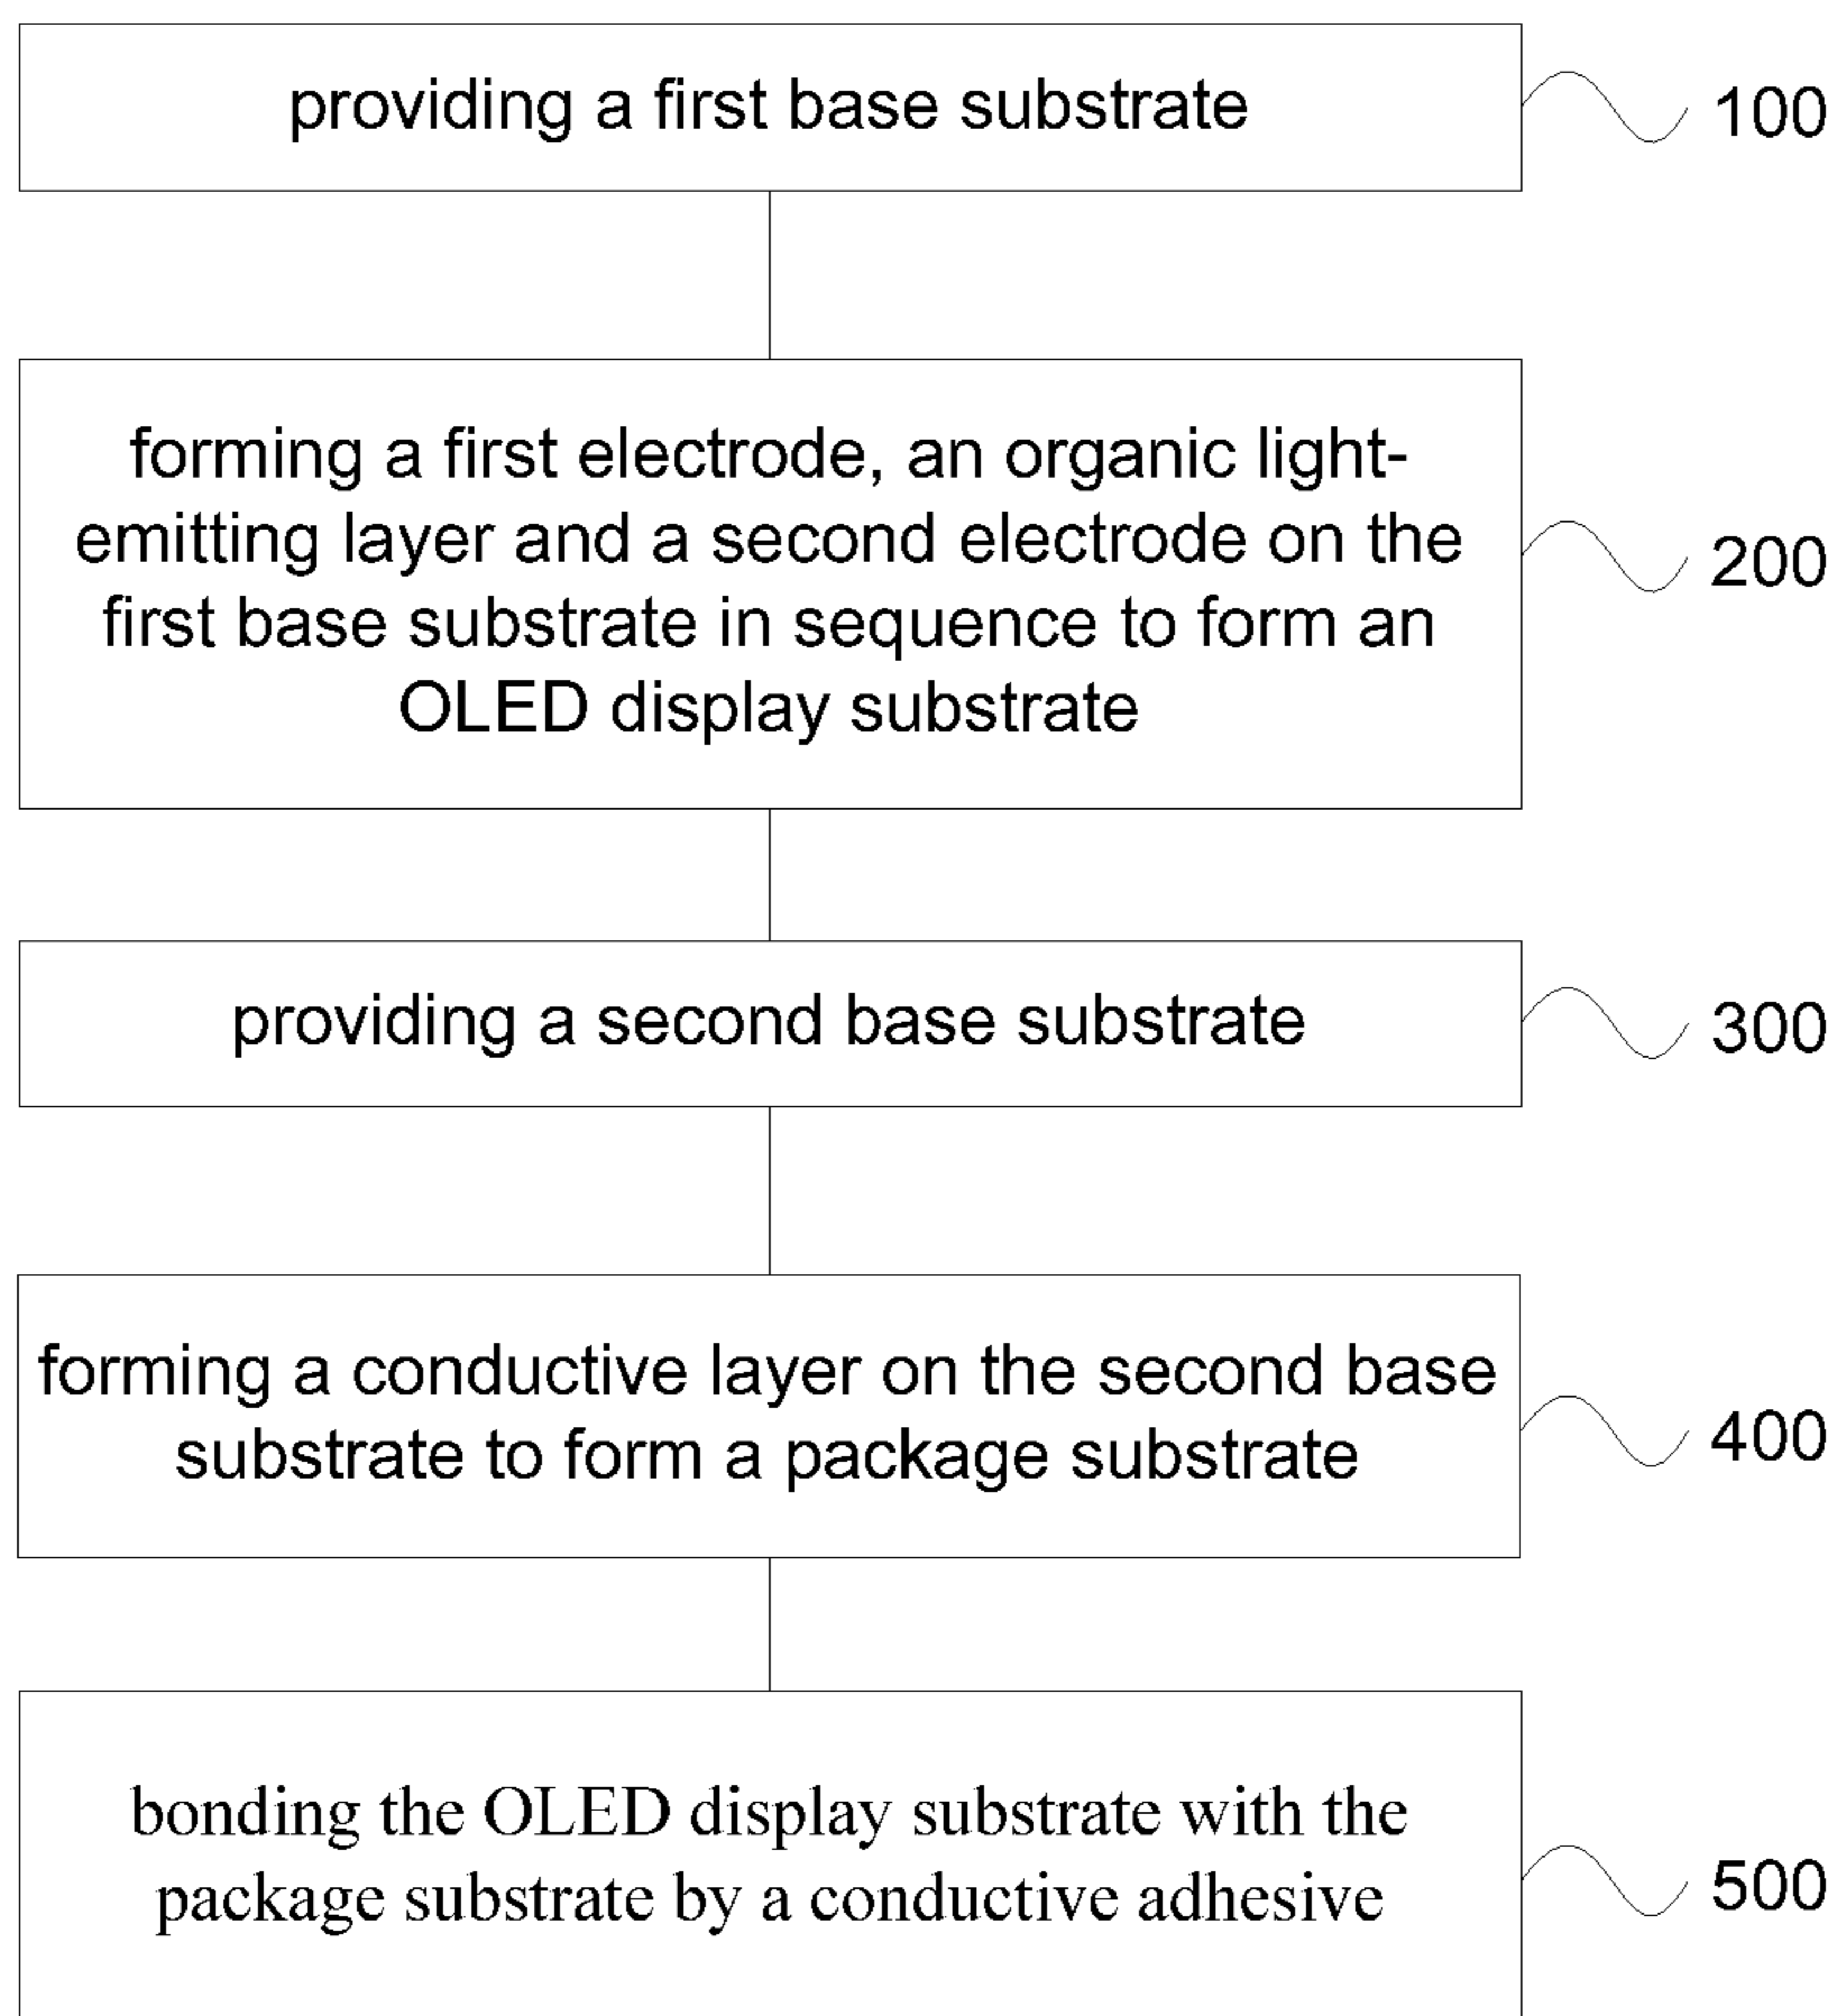 providing a first base substrate
100
forming a first electrode, an organic light-
emitting layer and a second electrode on the
first base substrate in sequence to form an
OLED display substrate
200
providing a second base substrate
300
forming a conductive layer on the second base
substrate to form a package substrate
400
bonding the OLED display substrate with the
package substrate by a conductive adhesive
500